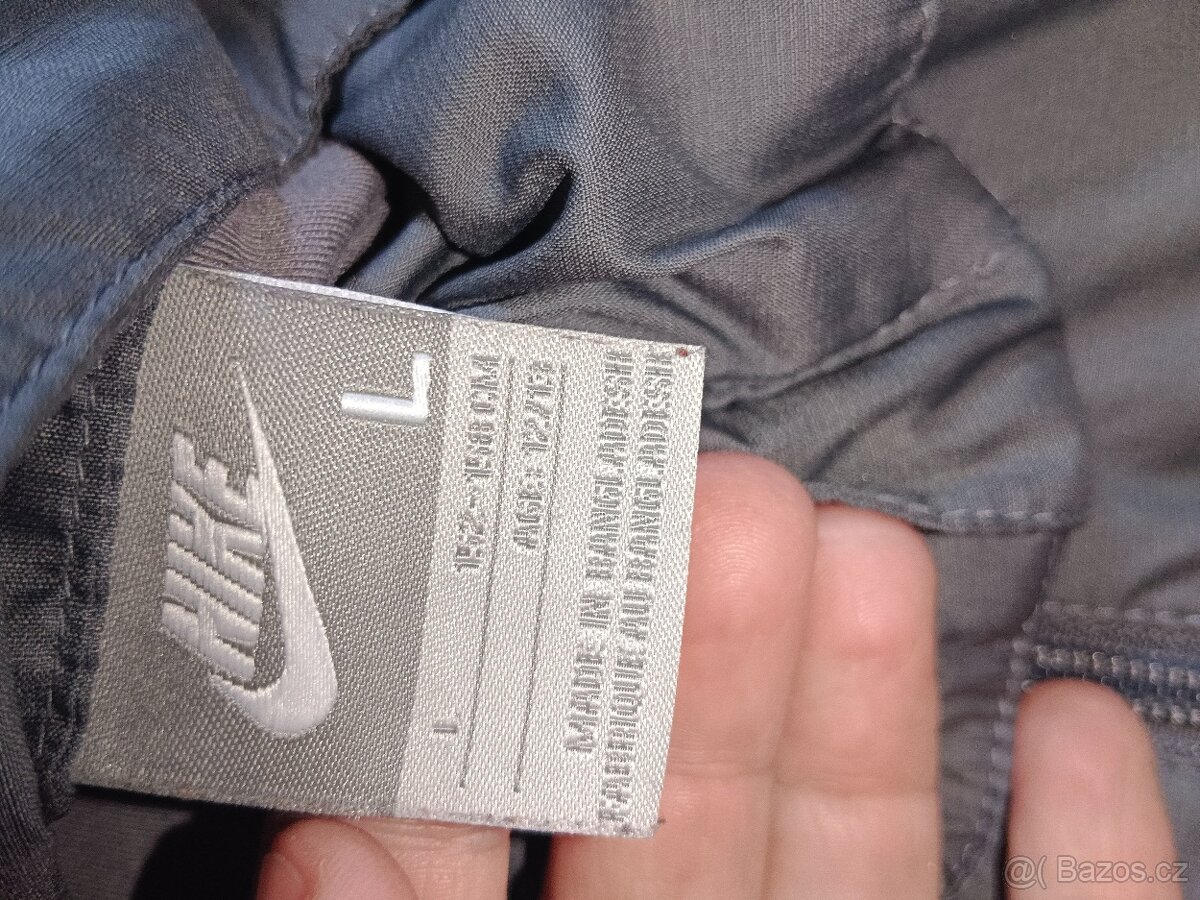 NIKE
L
L 152-158 CM
AGE: 12/13
MADE IN BANGLADESH
FABRIQUE AU BANGLADESH
@( Bazos.cz